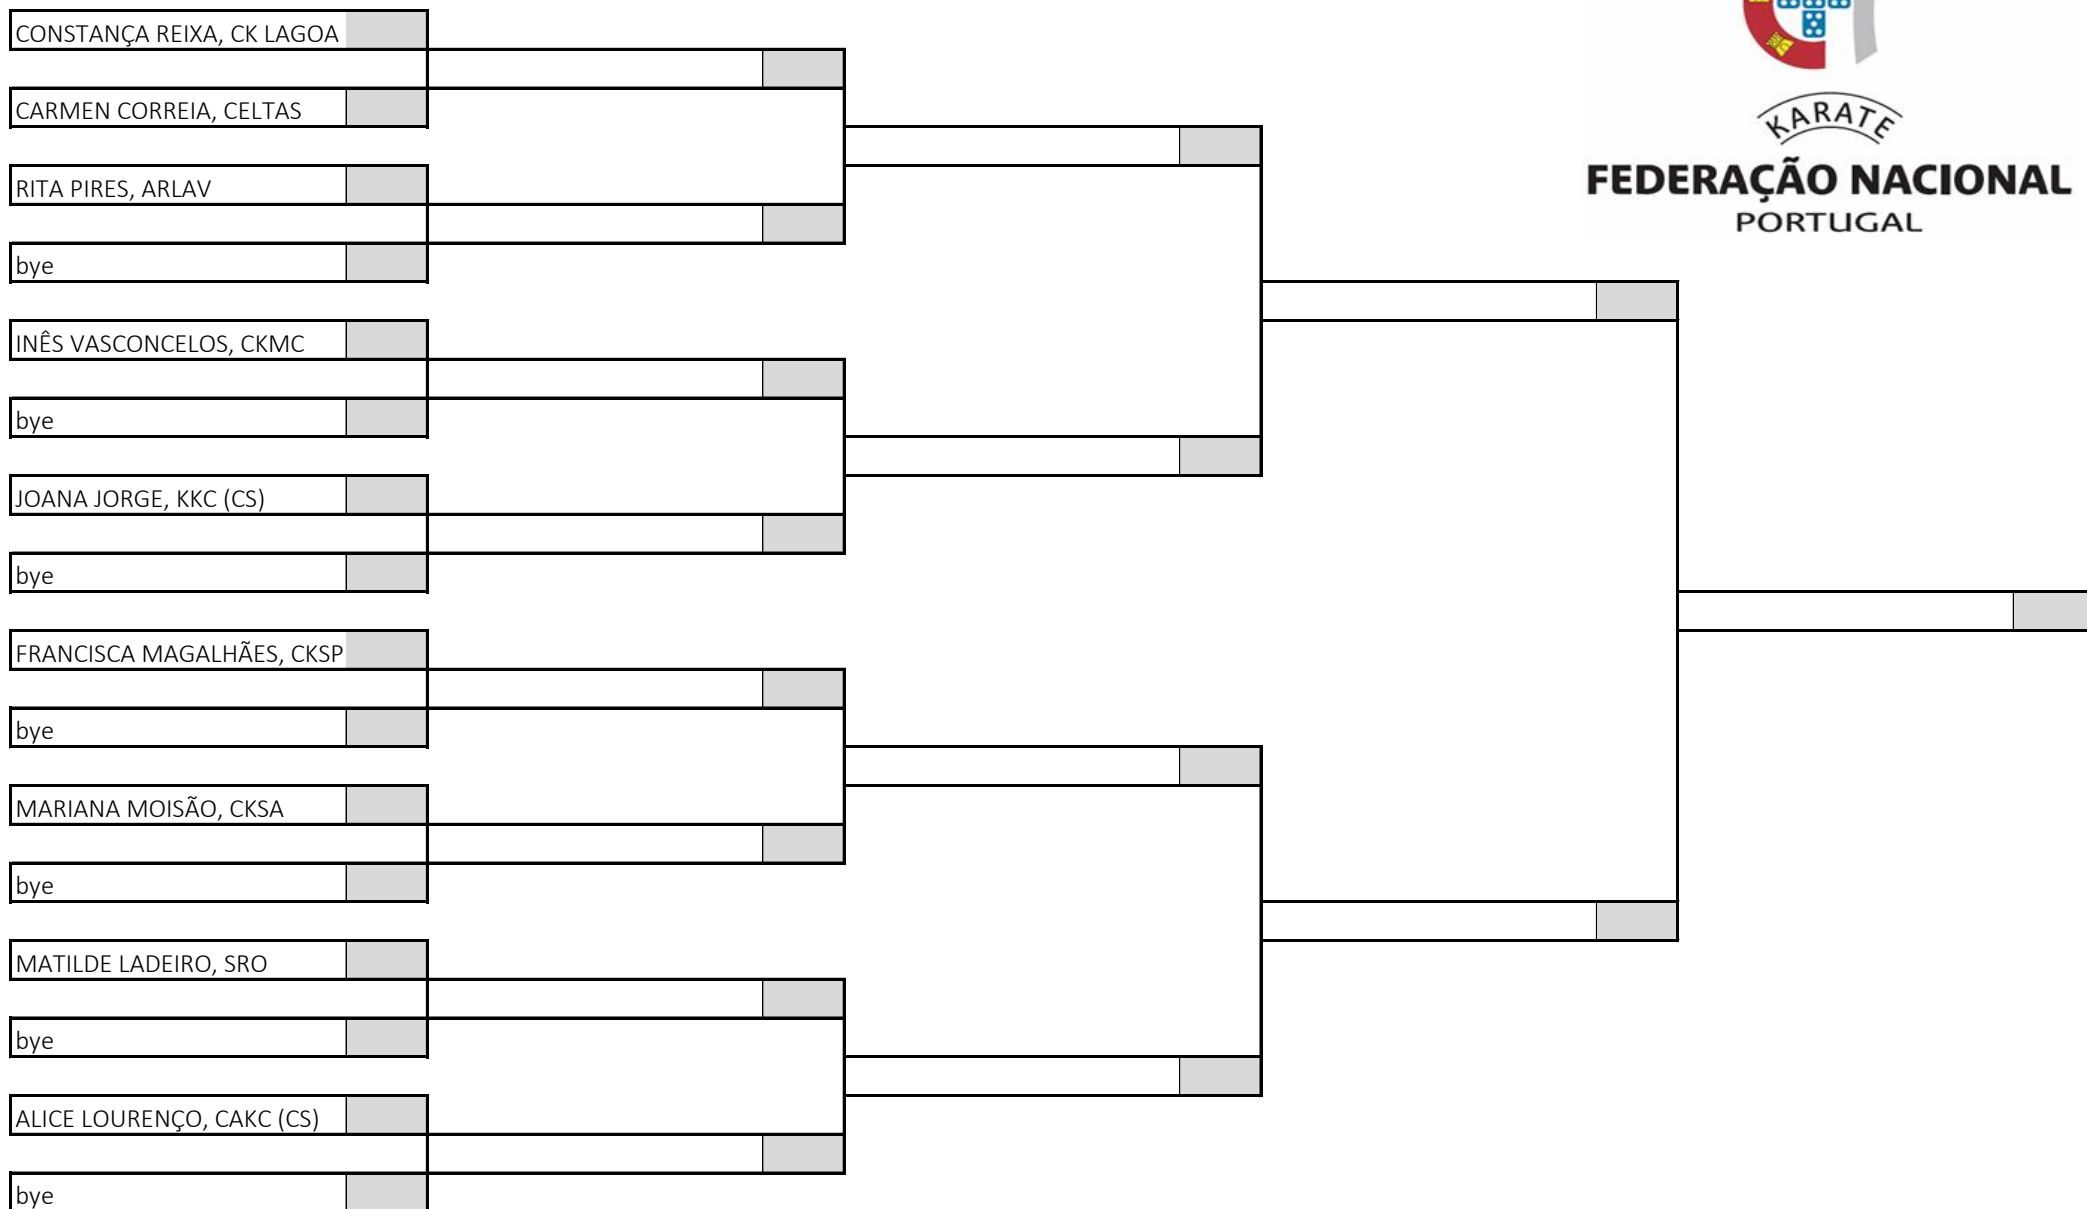 CONSTANÇA REIXA, CK LAGOA
CARMEN CORREIA, CELTAS
RITA PIRES, ARLAV
bye
INÊS VASCONCELOS, CKMC
bye
JOANA JORGE, KKC (CS)
bye
FRANCISCA MAGALHÃES, CKSP
bye
MARIANA MOISÃO, CKSA
bye
MATILDE LADEIRO, SRO
bye
ALICE LOURENÇO, CAKC (CS)
bye
KARATE
FEDERAÇÃO NACIONAL
PORTUGAL